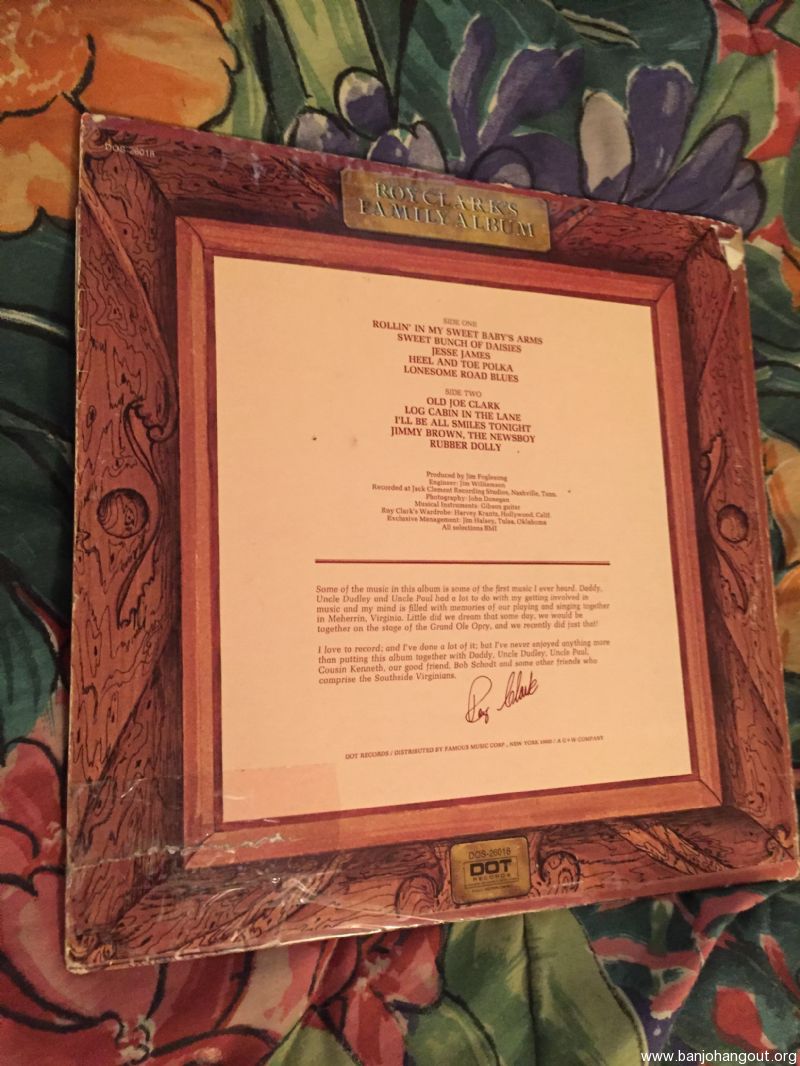 DOS-26018
ROY CLARK'S
FAMILY ALBUM
SIDE ONE
ROLLIN' IN MY SWEET BABY'S ARMS
SWEET BUNCH OF DAISIES
JESSE JAMES
HEEL AND TOE POLKA
LONESOME ROAD BLUES
SIDE TWO
OLD JOE CLARK
LOG CABIN IN THE LANE
I'LL BE ALL SMILES TONIGHT
JIMMY BROWN, THE NEWSBOY
RUBBER DOLLY
Produced by Jim Foglesong
Engineer: Jim Williamson
Recorded at Jack Clement Recording Studios, Nashville, Tenn.
Photography: John Donegan
Musical Instruments: Gibson guitar
Roy Clark's Wardrobe: Harvey Krantz, Hollywood, Calif.
Exclusive Management: Jim Halsey, Tulsa, Oklahoma
All selections BMI
Some of the music in this album is some of the first music I ever heard. Daddy,
Uncle Dudley and Uncle Paul had a lot to do with my getting involved in
music and my mind is filled with memories of our playing and singing together
in Meherrin, Virginia. Little did we dream that some day, we would be
together on the stage of the Grand Ole Opry, and we recently did just that!
I love to record; and I've done a lot of it; but I've never enjoyed anything more
than putting this album together with Daddy, Uncle Dudley, Uncle Paul,
Cousin Kenneth, our good friend, Bob Schodt and some other friends who
comprise the Southside Virginians.
Roy Clark
DOT RECORDS / DISTRIBUTED BY FAMOUS MUSIC CORP., NEW YORK 10023 / A G+W COMPANY
DOS-26018
DOT
RECORDS
www.banjohangout.org